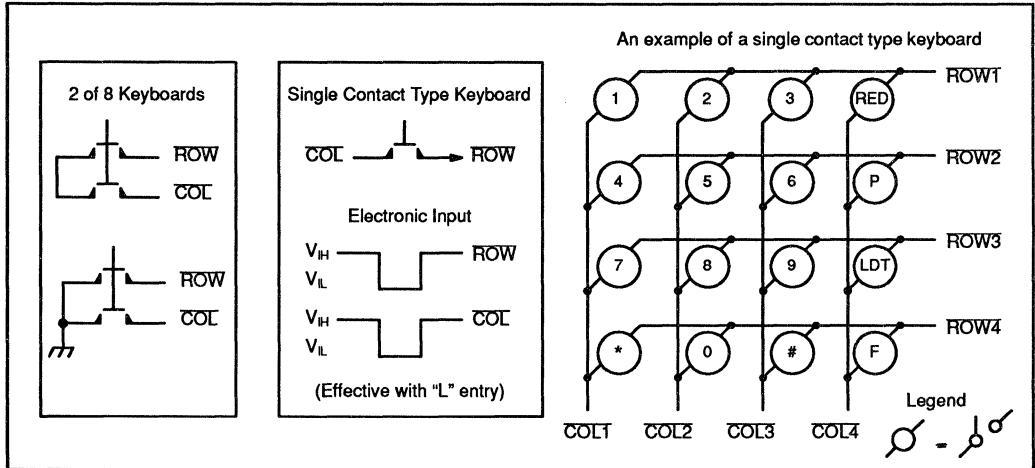 2 of 8 Keyboards
ROW
COL
ROW
COL
Single Contact Type Keyboard
COL ROW
Electronic Input
VIH ROW
VIL
VIH COL
VIL
(Effective with "L" entry)
An example of a single contact type keyboard
1 2 3 RED ROW1
4 5 6 P ROW2
7 8 9 LDT ROW3
* 0 # F ROW4
COL1 COL2 COL3 COL4
Legend
=